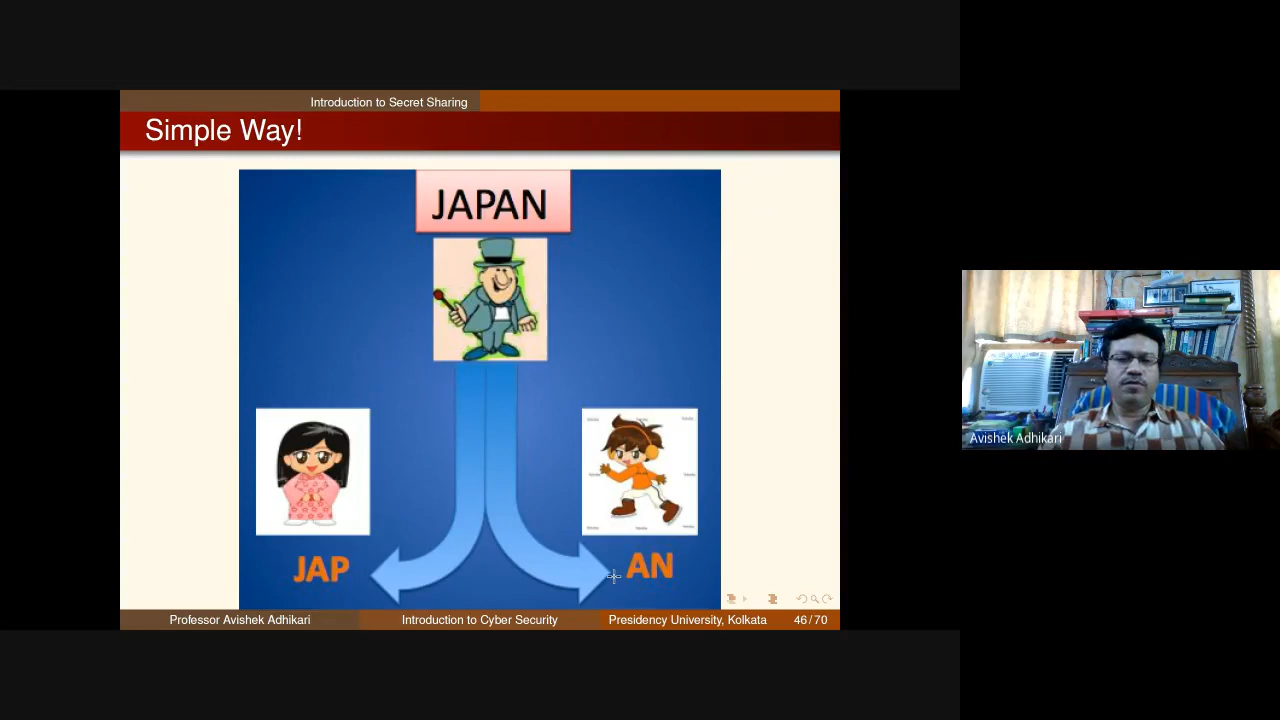 Introduction to Secret Sharing
Simple Way!
JAPAN
JAP
AN
Professor Avishek Adhikari
Introduction to Cyber Security
Presidency University, Kolkata
46 / 70
Avishek Adhikari